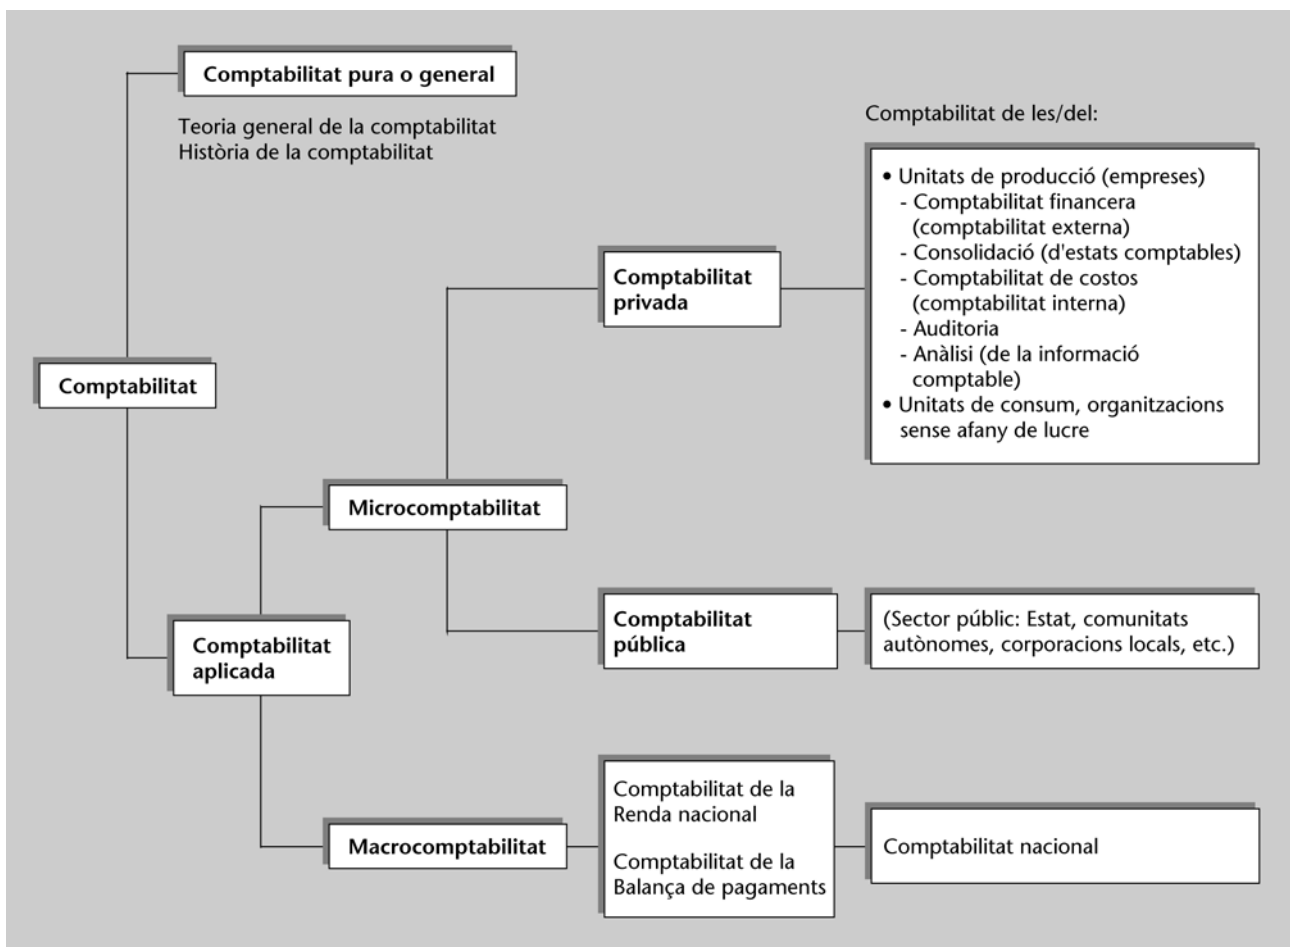 Comptabilitat pura o general
Teoria general de la comptabilitat
Història de la comptabilitat
Comptabilitat de les/del:
• Unitats de producció (empreses)
- Comptabilitat financera
(comptabilitat externa)
- Consolidació (d'estats comptables)
- Comptabilitat de costos
(comptabilitat interna)
- Auditoria
- Anàlisi (de la informació
comptable)
• Unitats de consum, organitzacions
sense afany de lucre
Comptabilitat
privada
Comptabilitat
Microcomptabilitat
Comptabilitat
pública
(Sector públic: Estat, comunitats
autònomes, corporacions locals, etc.)
Comptabilitat
aplicada
Macrocomptabilitat
Comptabilitat de la
Renda nacional
Comptabilitat de la
Balança de pagaments
Comptabilitat nacional